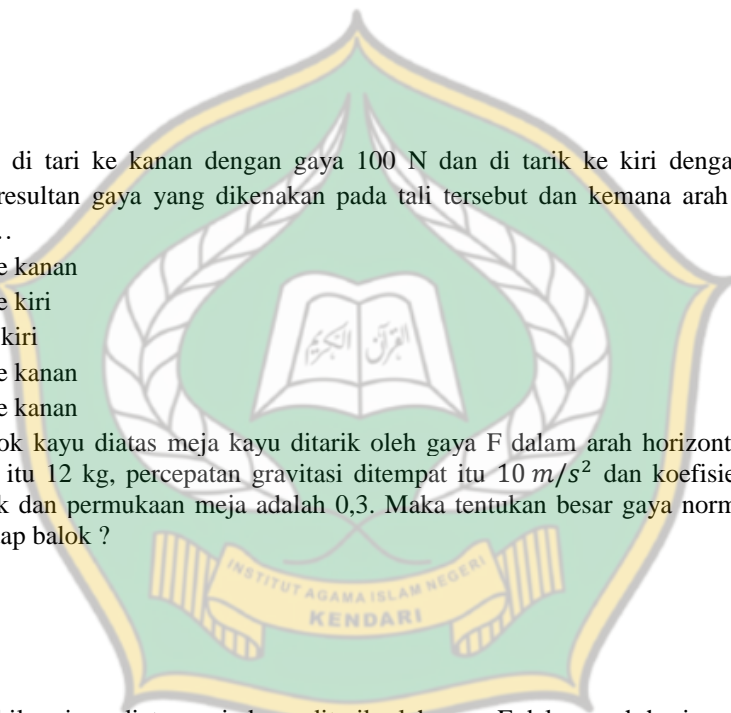 di tari ke kanan dengan gaya 100 N dan di tarik ke kiri denga
resultan gaya yang dikenakan pada tali tersebut dan kemana arah
e kanan
e kiri
kiri
e kanan
e kanan
ok kayu diatas meja kayu ditarik oleh gaya F dalam arah horizont
itu 12 kg, percepatan gravitasi ditempat itu 10 m/s² dan koefisie
k dan permukaan meja adalah 0,3. Maka tentukan besar gaya norm
ap balok ?
القرآن الكريم
INSTITUT AGAMA ISLAM NEGERI
KENDARI